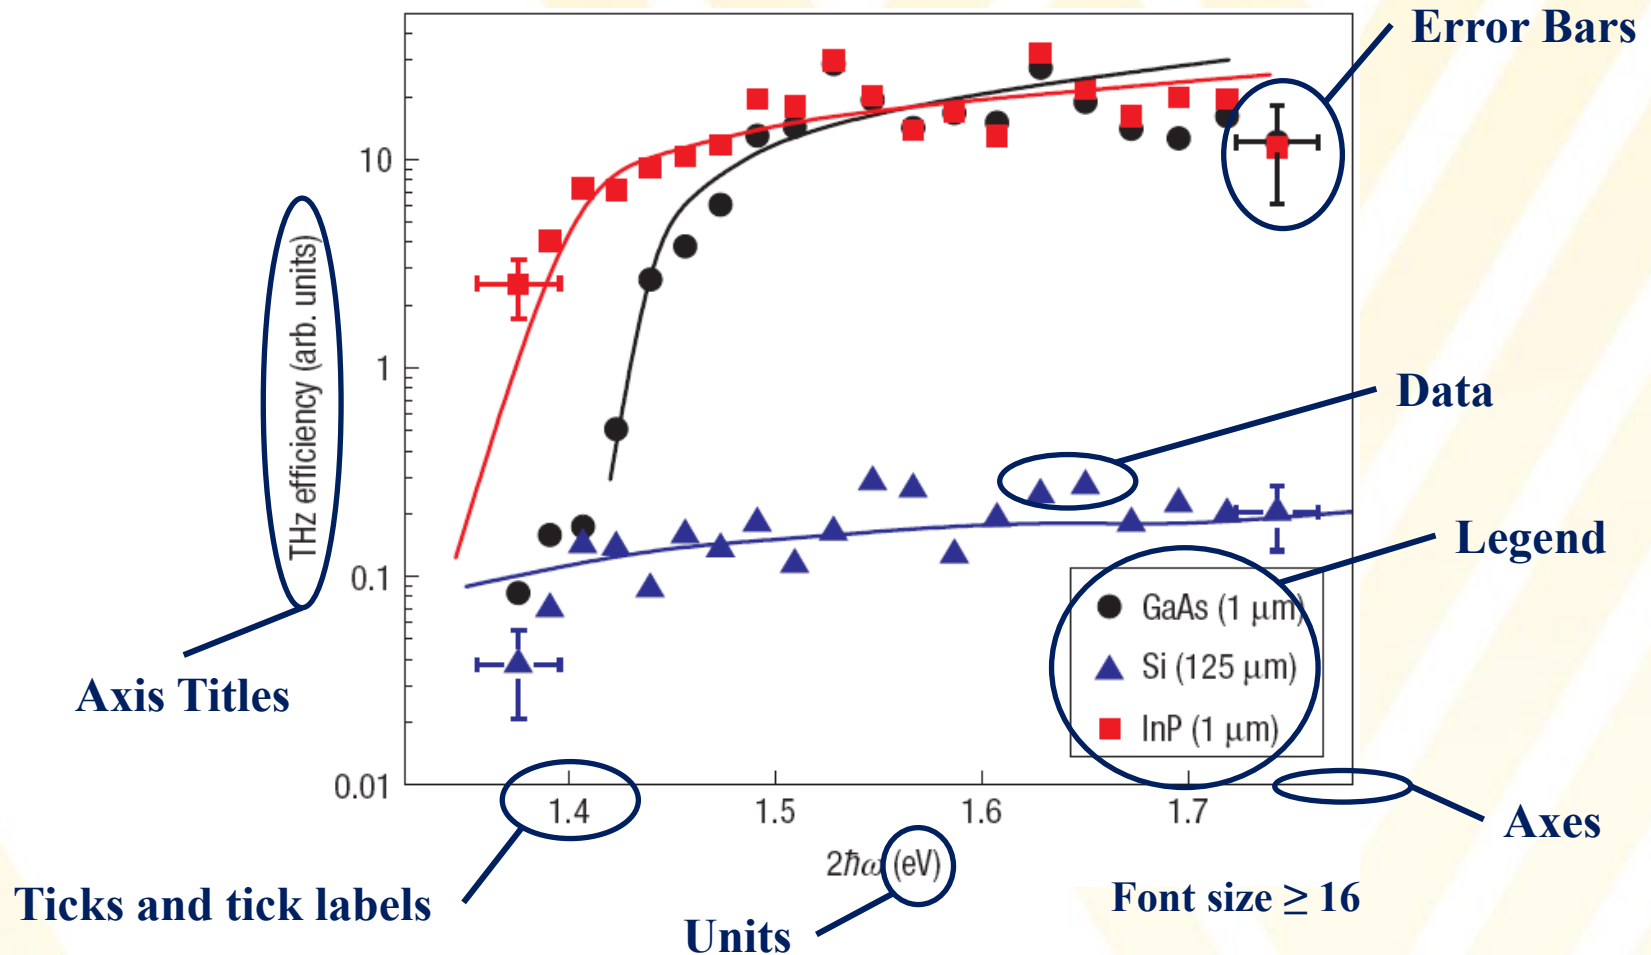 Error Bars
10
1
0.1
0.01
THz efficiency (arb. units)
Data
Legend
GaAs (1 μm)
Si (125 μm)
InP (1 μm)
Axis Titles
1.4
1.5
1.6
1.7
Axes
2ħω (eV)
Ticks and tick labels
Units
Font size ≥ 16